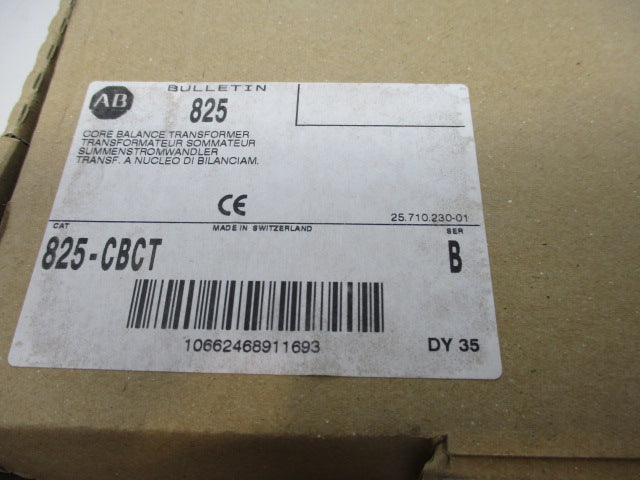 AB
BULLETIN
825
CORE BALANCE TRANSFORMER
TRANSFORMATEUR SOMMATEUR
SUMMENSTROMWANDLER
TRANSF. A NUCLEO DI BILANCIAM.
CE
25.710.230-01
CAT
MADE IN SWITZERLAND
SER
825-CBCT
B
10662468911693
DY 35